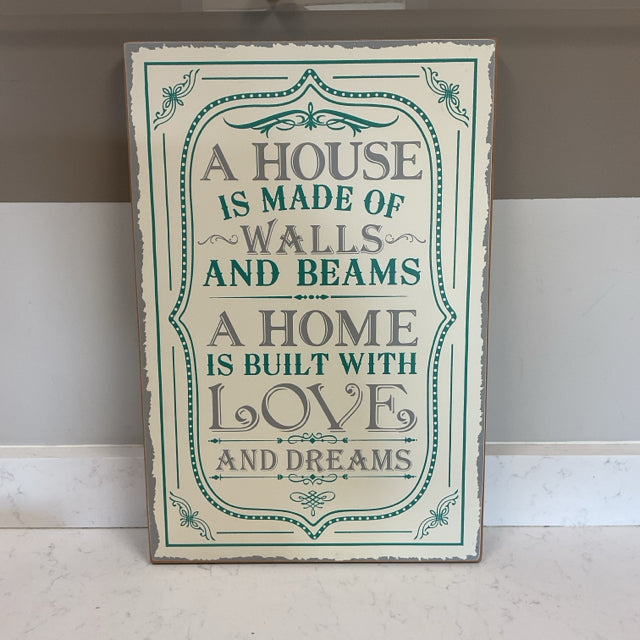 A HOUSE
IS MADE OF
WALLS
AND BEAMS
A HOME
IS BUILT WITH
LOVE
AND DREAMS